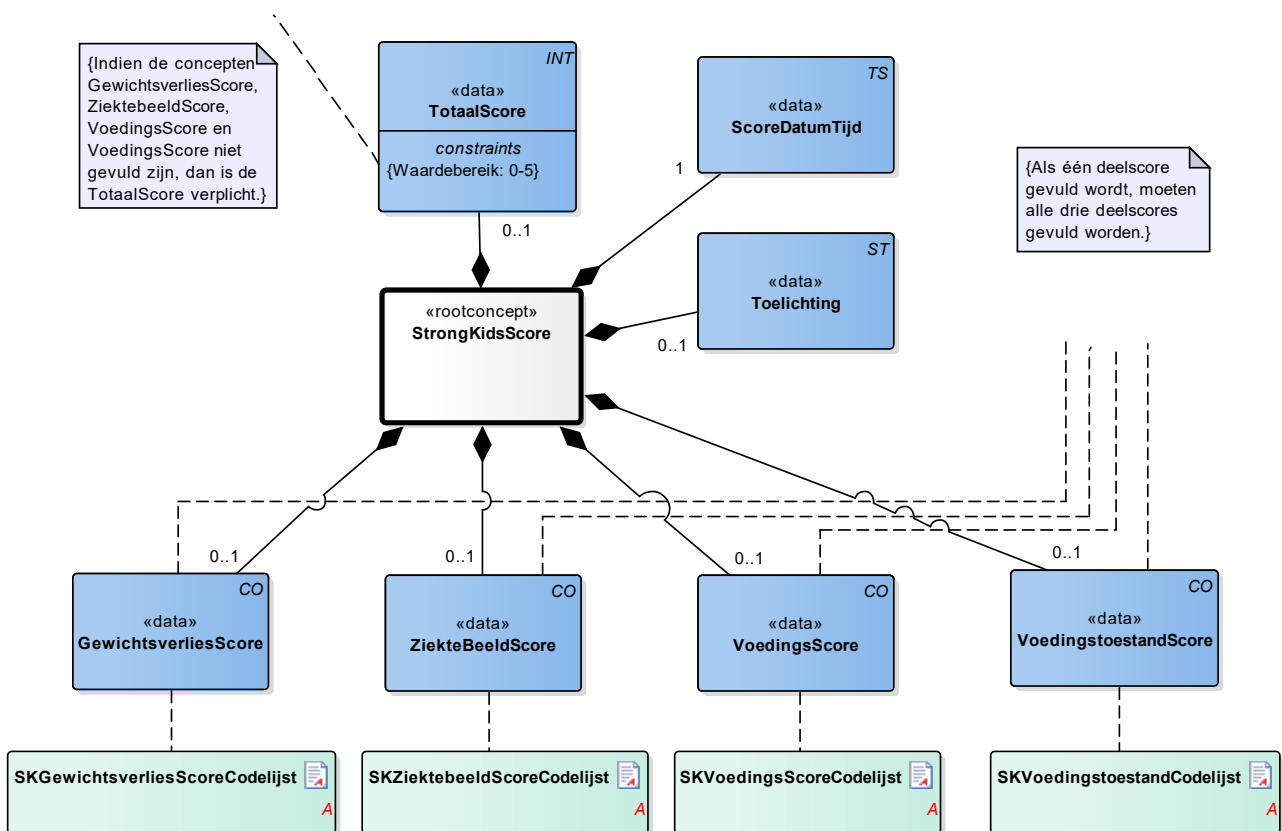 {Indien de concepten
GewichtsverliesScore,
ZiektebeeldScore,
VoedingsScore en
VoedingsScore niet
gevuld zijn, dan is de
TotaalScore verplicht.}
INT
«data»
TotaalScore
constraints
{Waardebereik: 0-5}
0..1
TS
«data»
ScoreDatumTijd
1
{Als één deelscore
gevuld wordt, moeten
alle drie deelscores
gevuld worden.}
ST
«data»
Toelichting
0..1
«rootconcept»
StrongKidsScore
0..1
0..1
0..1
0..1
CO
«data»
GewichtsverliesScore
CO
«data»
ZiekteBeeldScore
CO
«data»
VoedingsScore
CO
«data»
VoedingstoestandScore
SKGewichtsverliesScoreCodelijst
A
SKZiektebeeldScoreCodelijst
A
SKVoedingsScoreCodelijst
A
SKVoedingstoestandCodelijst
A